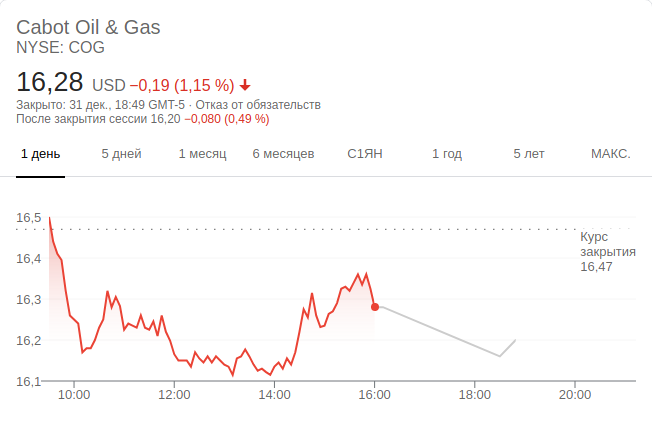 Cabot Oil & Gas
NYSE: COG
16,28 USD −0,19 (1,15 %)
Закрыто: 31 дек., 18:49 GMT-5 · Отказ от обязательств
После закрытия сессии 16,20 −0,080 (0,49 %)
1 день 5 дней 1 месяц 6 месяцев С1ЯН 1 год 5 лет МАКС.
16,5
Курс
закрытия
16,47
16,4
16,3
16,2
16,1
10:00 12:00 14:00 16:00 18:00 20:00